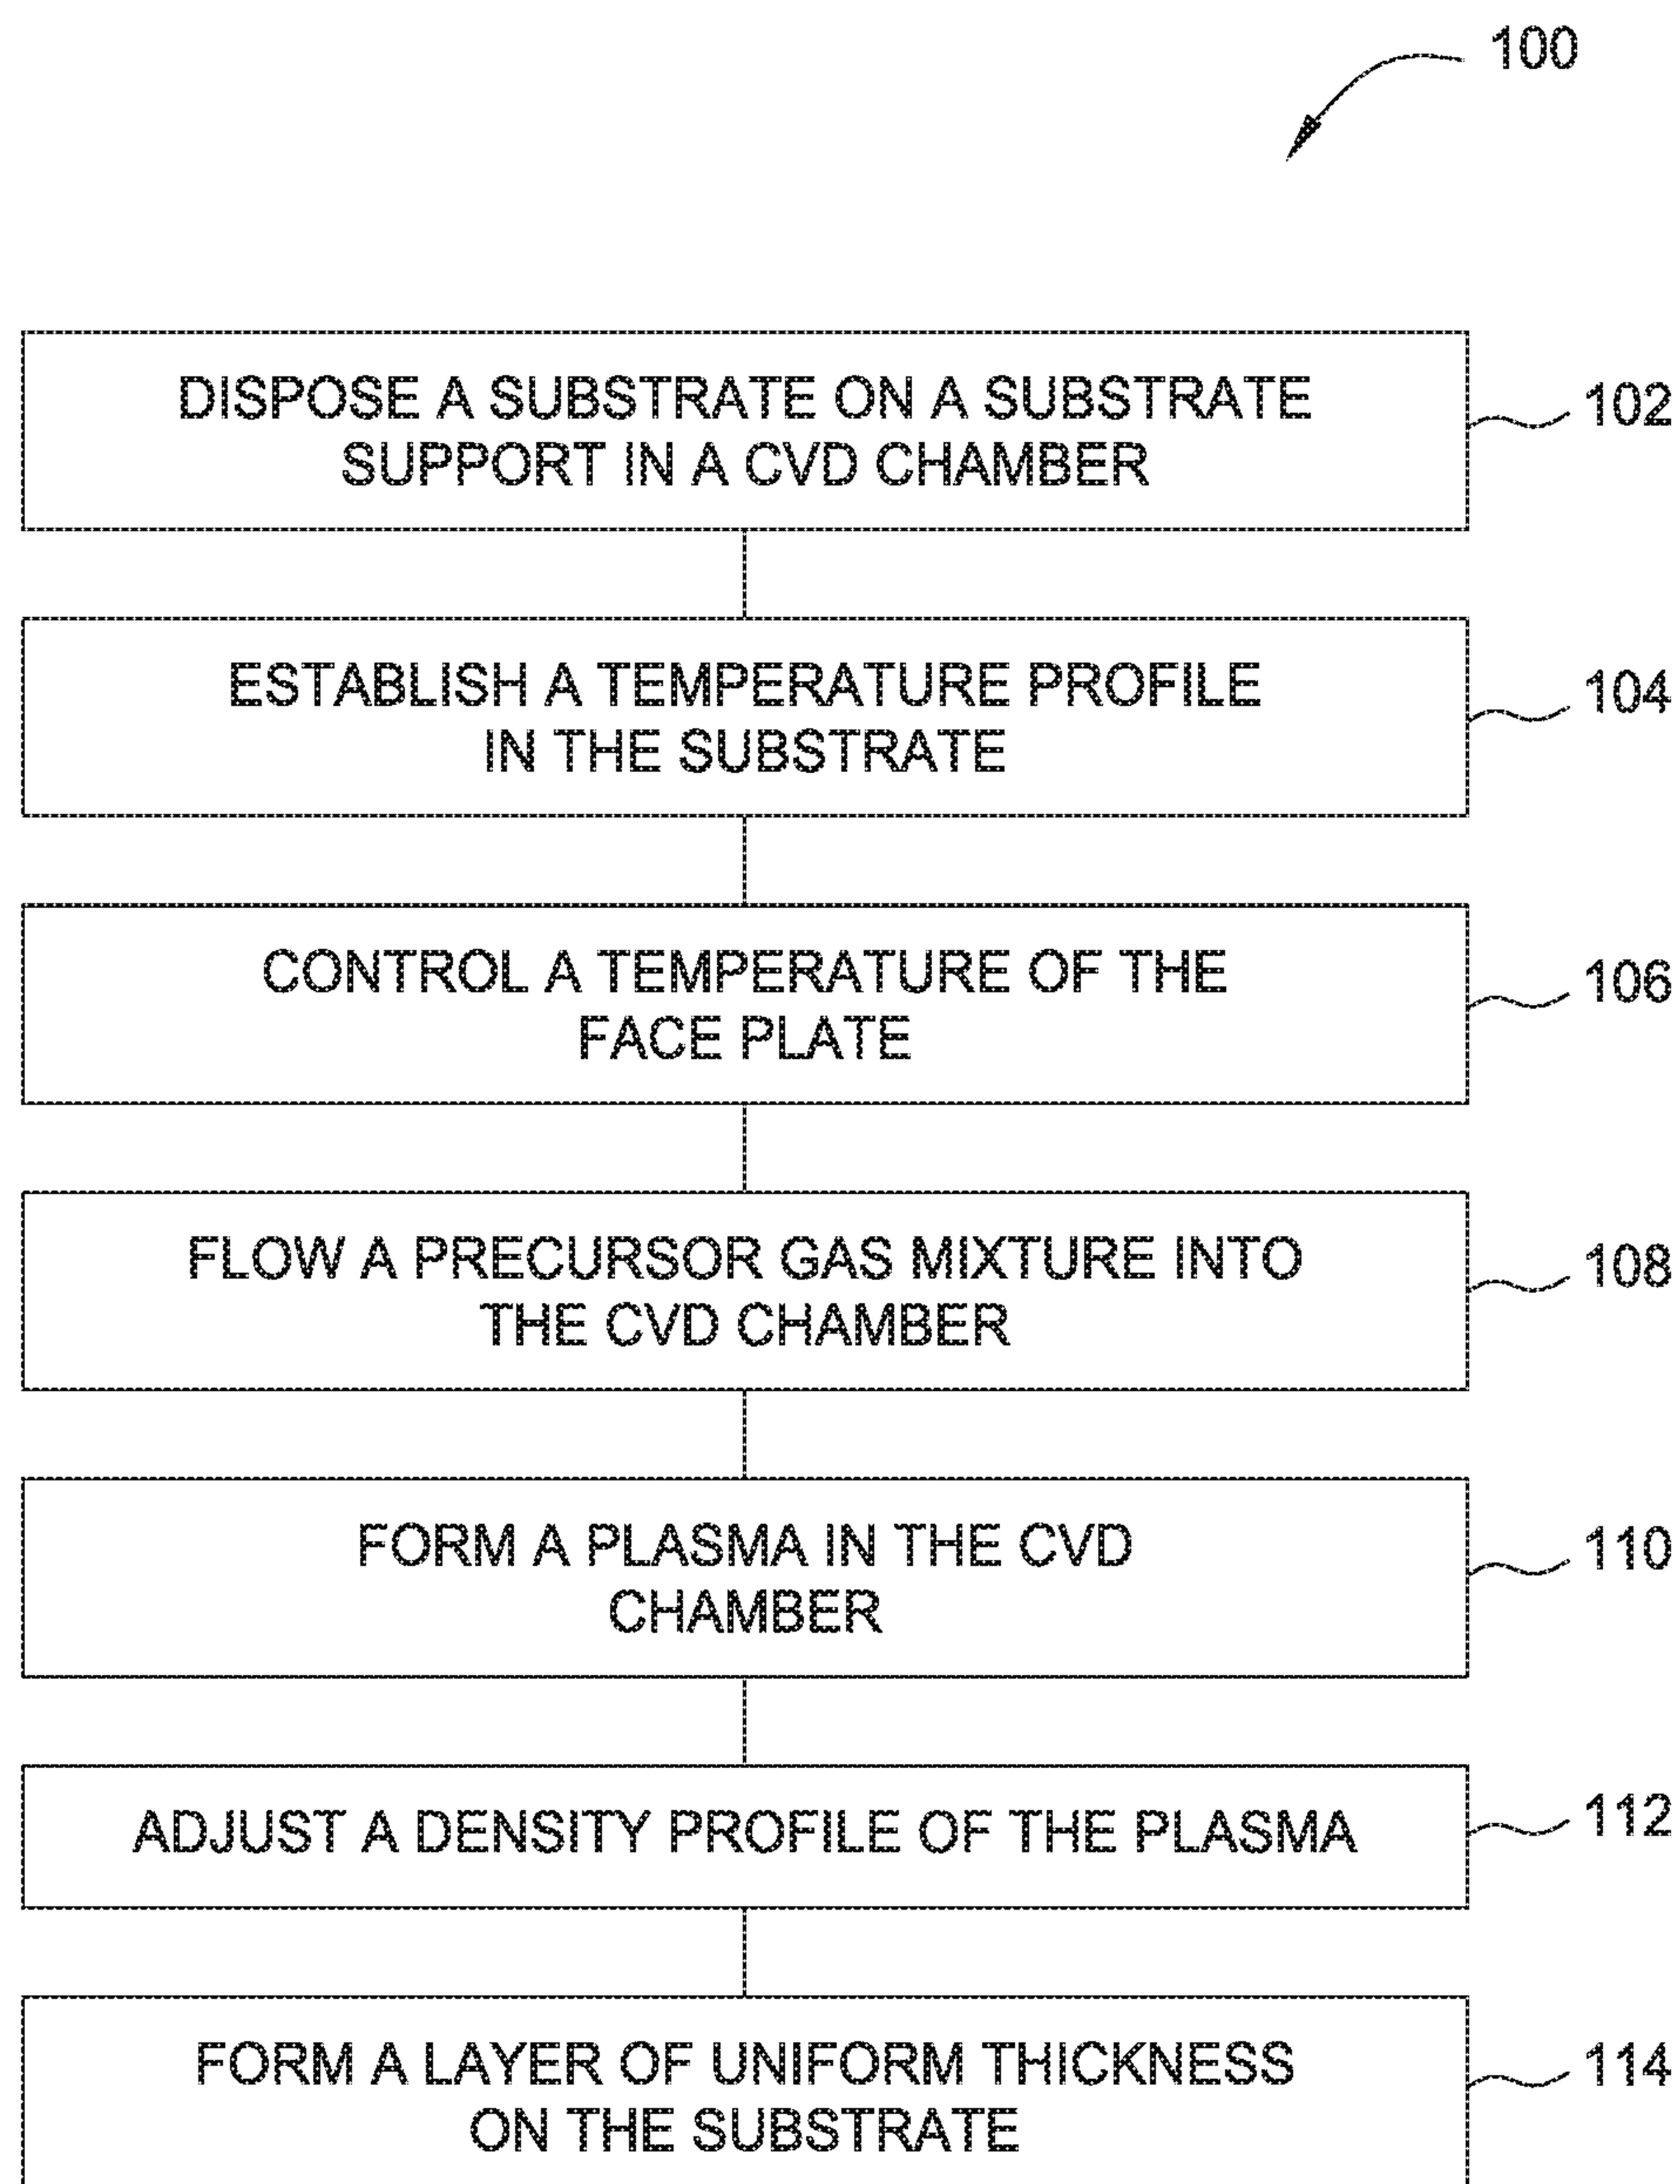 100
DISPOSE A SUBSTRATE ON A SUBSTRATE
SUPPORT IN A CVD CHAMBER
102
ESTABLISH A TEMPERATURE PROFILE
IN THE SUBSTRATE
104
CONTROL A TEMPERATURE OF THE
FACE PLATE
106
FLOW A PRECURSOR GAS MIXTURE INTO
THE CVD CHAMBER
108
FORM A PLASMA IN THE CVD
CHAMBER
110
ADJUST A DENSITY PROFILE OF THE PLASMA
112
FORM A LAYER OF UNIFORM THICKNESS
ON THE SUBSTRATE
114